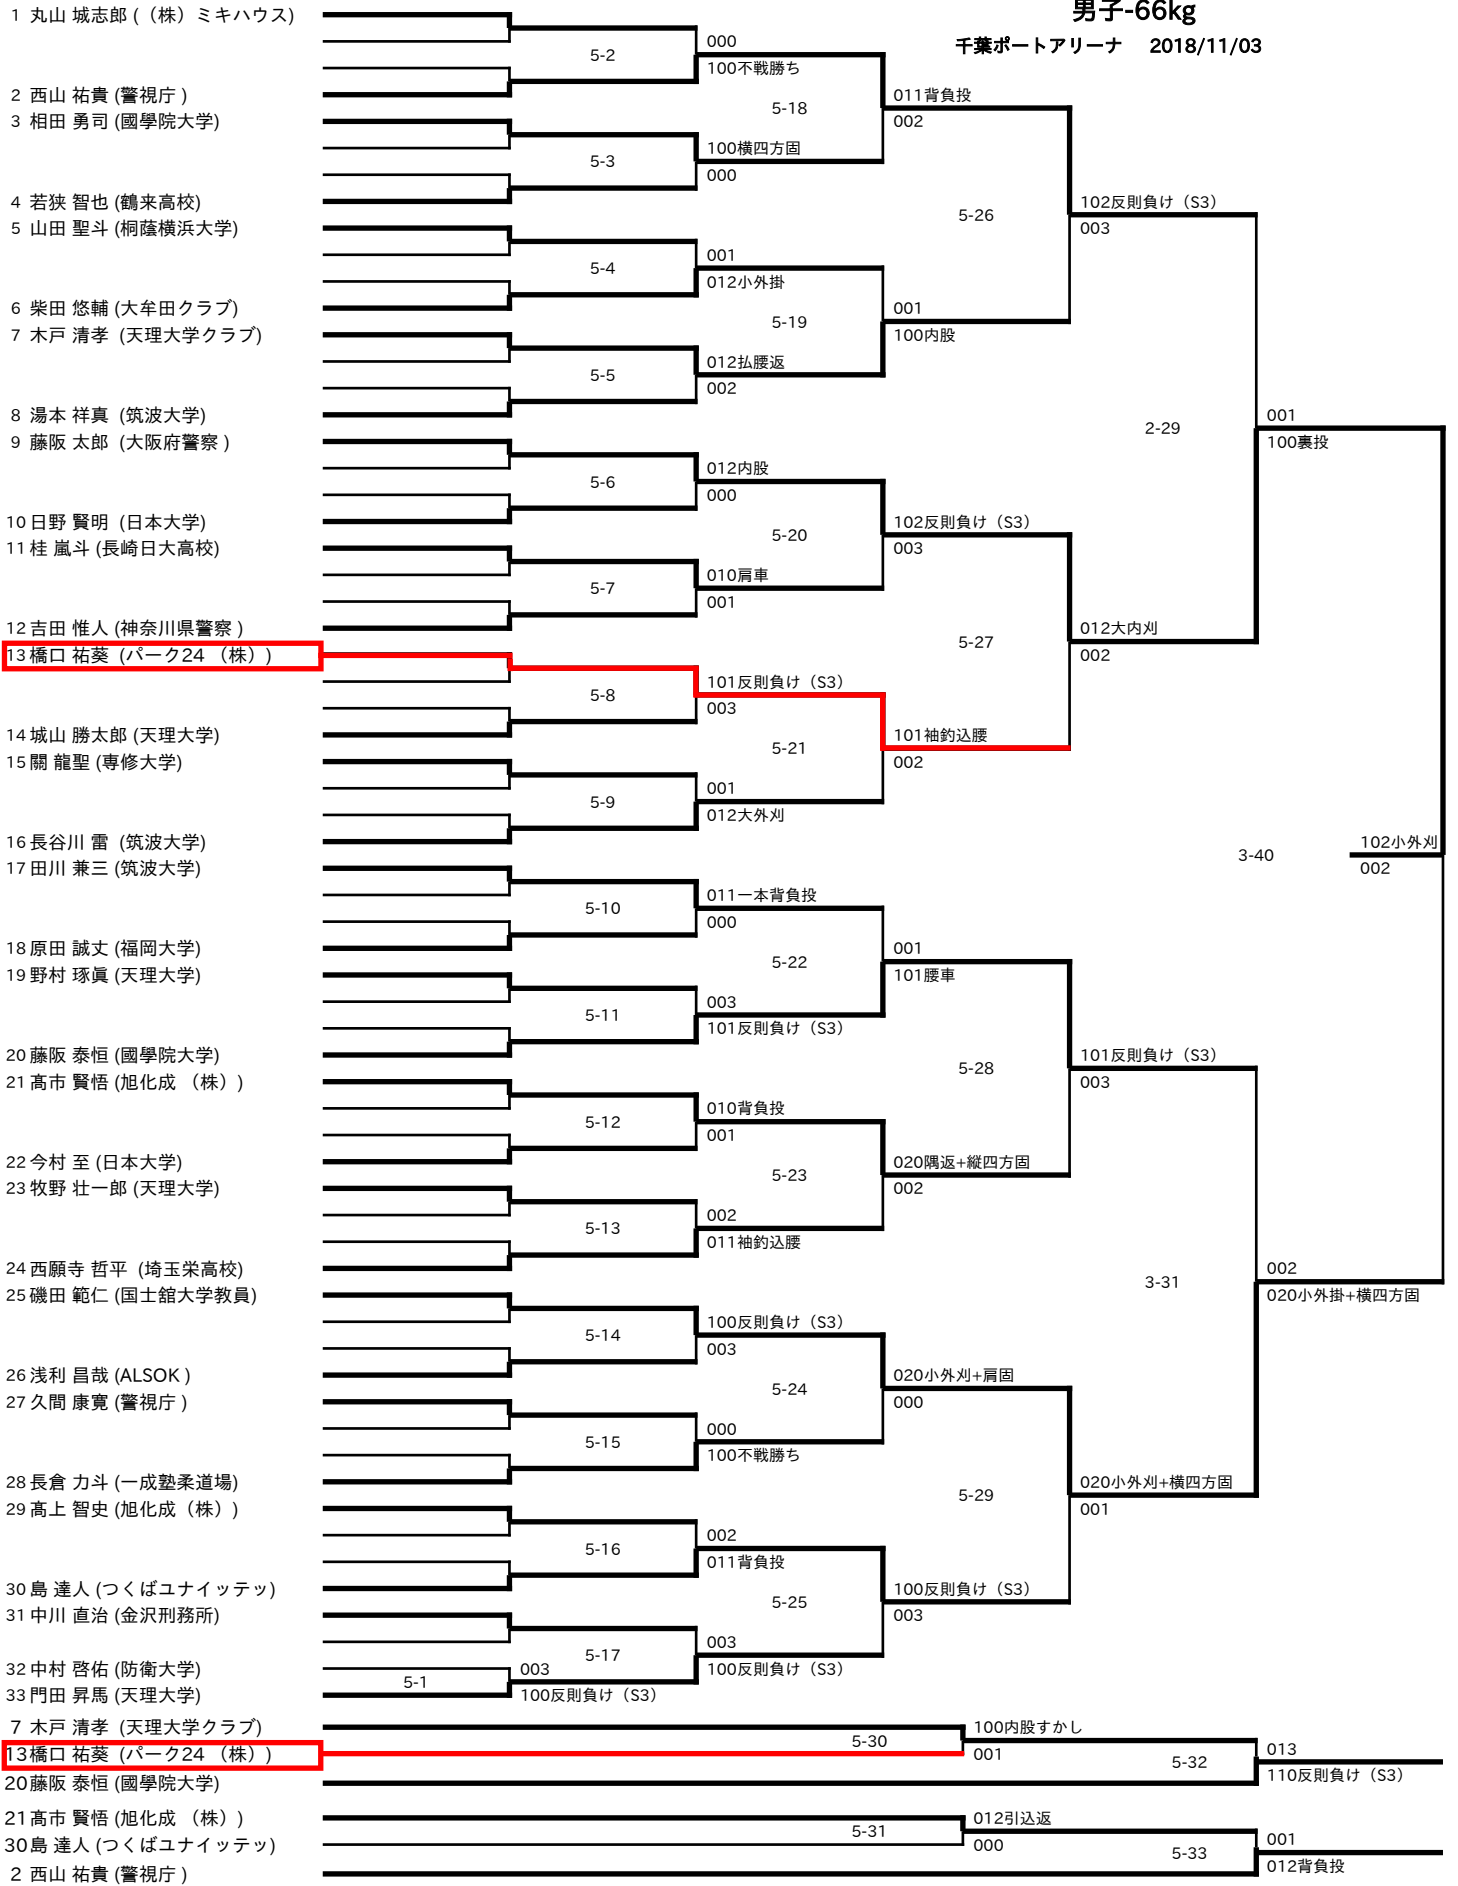 男子-66kg
千葉ポートアリーナ 2018/11/03
1 丸山 城志郎 (（株）ミキハウス)
5-2
000
100不戦勝ち
2 西山 祐貴 (警視庁 )
3 相田 勇司 (國學院大学)
5-18
011背負投
002
5-3
100横四方固
000
4 若狭 智也 (鶴来高校)
5 山田 聖斗 (桐蔭横浜大学)
5-26
102反則負け（S3）
003
5-4
001
012小外掛
6 柴田 悠輔 (大牟田クラブ)
7 木戸 清孝 (天理大学クラブ)
5-19
001
100内股
5-5
012払腰返
002
8 湯本 祥真 (筑波大学)
9 藤阪 太郎 (大阪府警察 )
2-29
001
100裏投
5-6
012内股
000
10 日野 賢明 (日本大学)
11 桂 嵐斗 (長崎日大高校)
5-20
102反則負け（S3）
003
5-7
010肩車
001
12 吉田 惟人 (神奈川県警察 )
13 橋口 祐葵 (パーク24 （株）)
5-27
012大内刈
002
5-8
101反則負け（S3）
003
14 城山 勝太郎 (天理大学)
15 關 龍聖 (専修大学)
5-21
101袖釣込腰
002
5-9
001
012大外刈
16 長谷川 雷 (筑波大学)
17 田川 兼三 (筑波大学)
3-40
102小外刈
002
5-10
011一本背負投
000
18 原田 誠丈 (福岡大学)
19 野村 琢眞 (天理大学)
5-22
001
101腰車
5-11
003
101反則負け（S3）
20 藤阪 泰恒 (國學院大学)
21 髙市 賢悟 (旭化成 （株）)
5-28
101反則負け（S3）
003
5-12
010背負投
001
22 今村 至 (日本大学)
23 牧野 壮一郎 (天理大学)
5-23
020隅返+縦四方固
002
5-13
002
011袖釣込腰
24 西願寺 哲平 (埼玉栄高校)
25 磯田 範仁 (国士舘大学教員)
3-31
002
020小外掛+横四方固
5-14
100反則負け（S3）
003
26 浅利 昌哉 (ALSOK )
27 久間 康寛 (警視庁 )
5-24
020小外刈+肩固
000
5-15
000
100不戦勝ち
28 長倉 力斗 (一成塾柔道場)
29 髙上 智史 (旭化成（株）)
5-29
020小外刈+横四方固
001
5-16
002
011背負投
30 島 達人 (つくばユナイッテッ)
31 中川 直治 (金沢刑務所)
5-25
100反則負け（S3）
003
5-17
003
100反則負け（S3）
32 中村 啓佑 (防衛大学)
33 門田 昇馬 (天理大学)
5-1
003
100反則負け（S3）
7 木戸 清孝 (天理大学クラブ)
13 橋口 祐葵 (パーク24 （株）)
20 藤阪 泰恒 (國學院大学)
5-30
100内股すかし
001
5-32
013
110反則負け（S3）
21 髙市 賢悟 (旭化成 （株）)
30 島 達人 (つくばユナイッテッ)
2 西山 祐貴 (警視庁 )
5-31
012引込返
000
5-33
001
012背負投